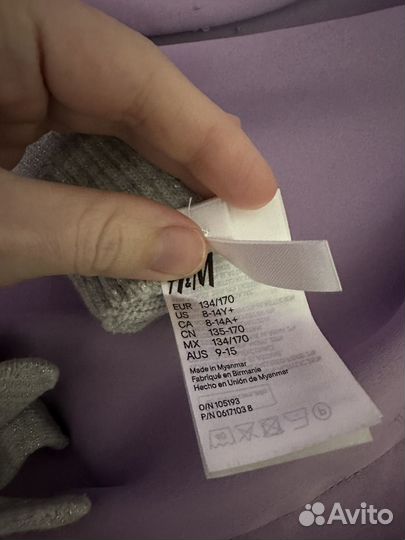 H&M
EUR 134/170
US 8-14Y+
CA 8-14A+
CN 135-170
MX 134/170
AUS 9-15
Made in Myanmar
Fabriqué en Birmanie
Hecho en Unión de Myanmar
O/N 105193
P/N 0617103 B
Avito